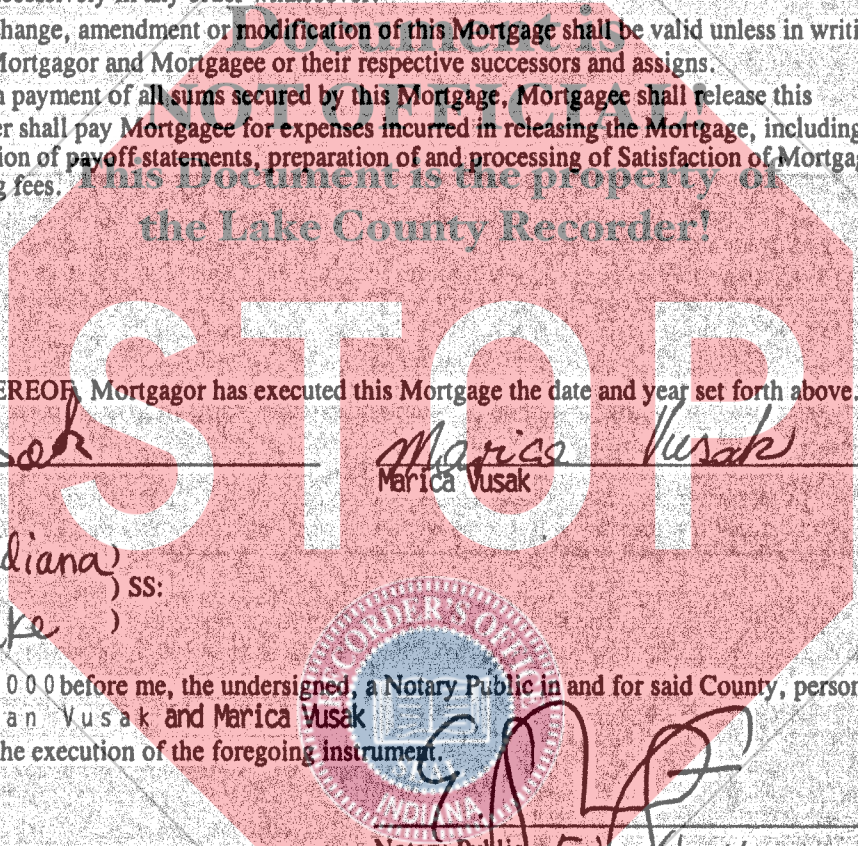 hange, amendment or modification of this Mortgage shall be valid unless in writi
Mortgagor and Mortgagee or their respective successors and assigns.
payment of all sums secured by this Mortgage, Mortgagee shall release this
er shall pay Mortgagee for expenses incurred in releasing the Mortgage, including
ion of payoff statements, preparation of and processing of Satisfaction of Mortga
g fees.
Document is
NOT OFFICIAL!
This Document is the property of
the Lake County Recorder!
STOP
EREOF, Mortgagor has executed this Mortgage the date and year set forth above.
Marica Vusak
Marica Vusak
diana )
) SS:
ke )
000 before me, the undersigned, a Notary Public in and for said County, person
an Vusak and Marica Vusak
he execution of the foregoing instrument.
RECORDER'S OFFICE
SEAL
INDIANA
Notary Public